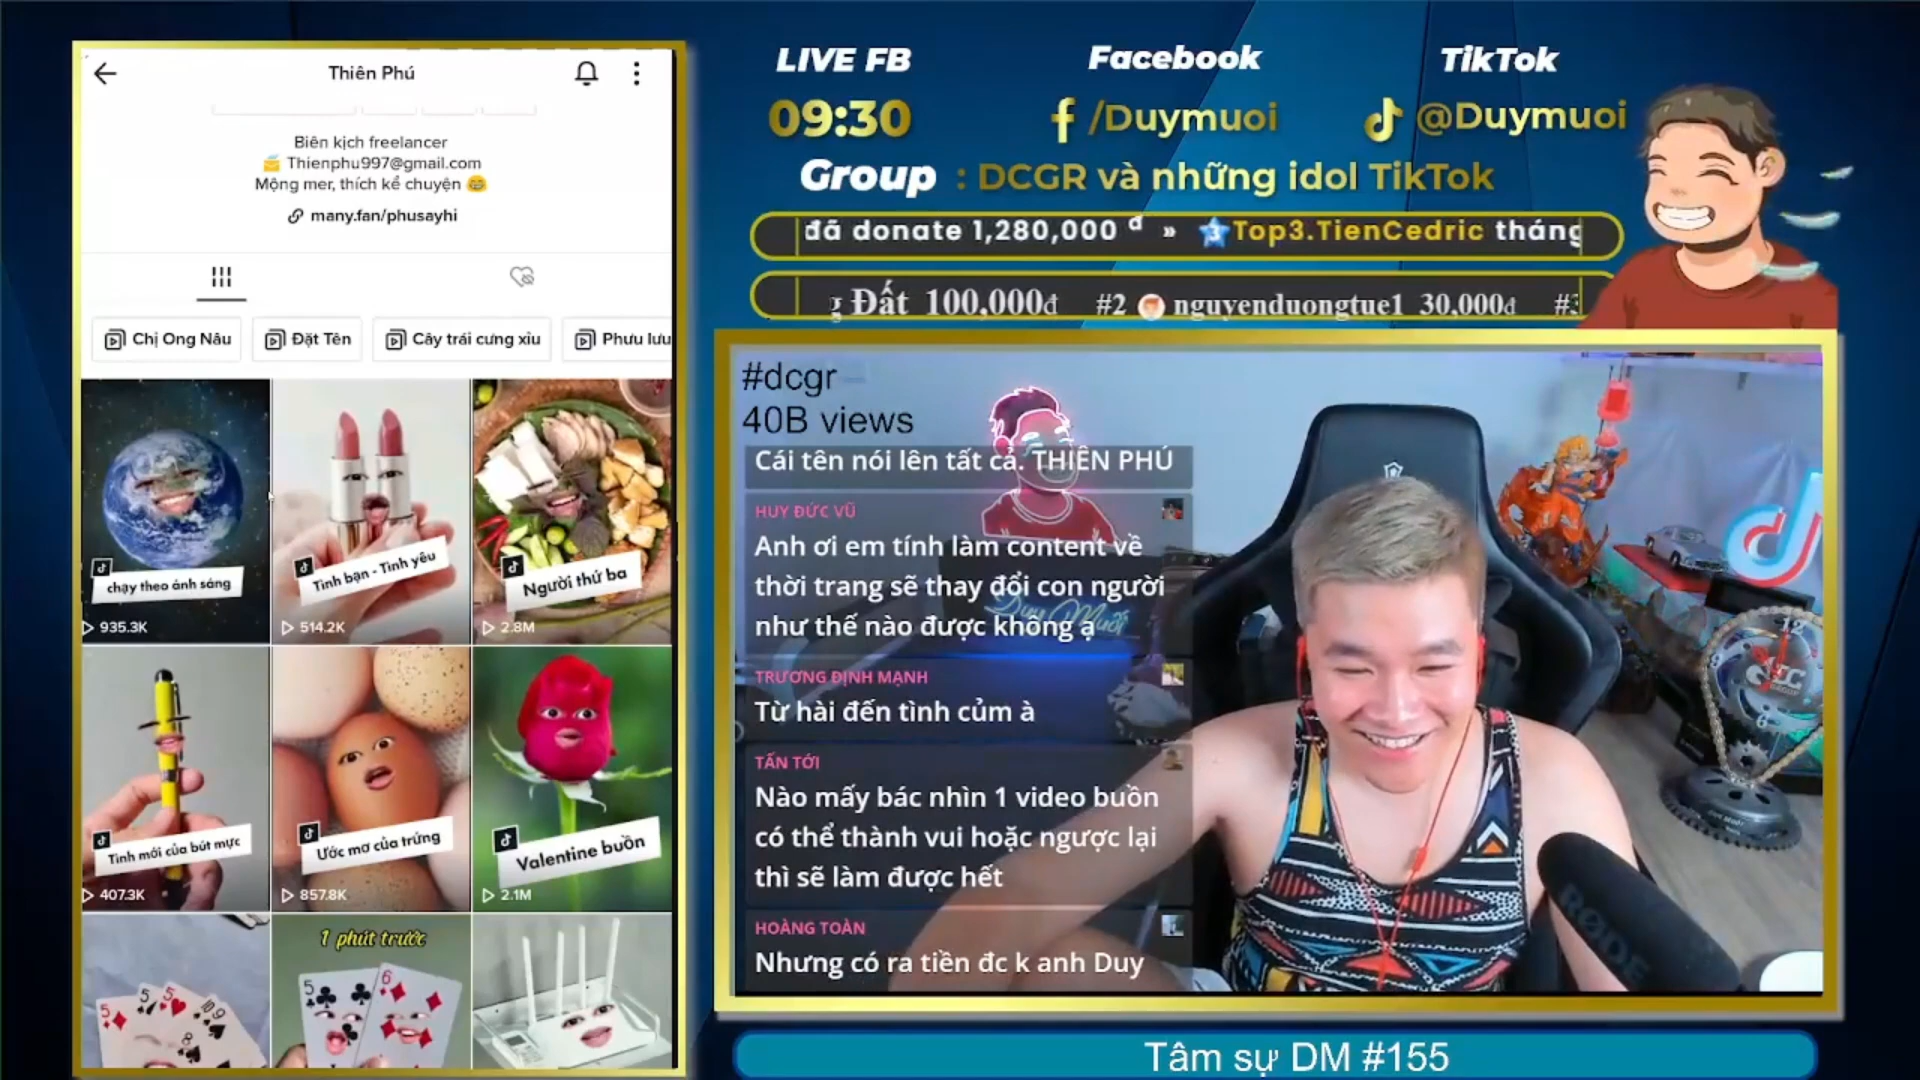 Thiên Phú
Biên kịch freelancer
Thienphu997@gmail.com
Mộng mer, thích kể chuyện
many.fan/phusayhi
Chị Ong Nâu
Đặt Tên
Cây trái cưng xỉu
Phưu lưu
chạy theo ánh sáng
935.3K
Tình bạn - Tình yêu
514.2K
Người thứ ba
2.8M
Tình mới của bút mực
407.3K
Ước mơ của trứng
857.8K
Valentine buồn
2.1M
1 phút trước
LIVE FB
09:30
Facebook
/Duymuoi
TikTok
@Duymuoi
Group : DCGR và những idol TikTok
đã donate 1,280,000 đ » 3 Top3.TienCedric tháng
Đất 100,000đ #2 nguyenduongtue1 30,000đ
#dcgr
40B views
Cái tên nói lên tất cả. THIÊN PHÚ
HUY ĐỨC VŨ
Anh ơi em tính làm content về
thời trang sẽ thay đổi con người
như thế nào được không ạ
Duy Muối
TRƯƠNG ĐỊNH MẠNH
Từ hài đến tình củm à
TẤN TỚI
Nào mấy bác nhìn 1 video buồn
có thể thành vui hoặc ngược lại
thì sẽ làm được hết
HOÀNG TOÀN
Nhưng có ra tiền đc k anh Duy
RØDE
Tâm sự DM #155